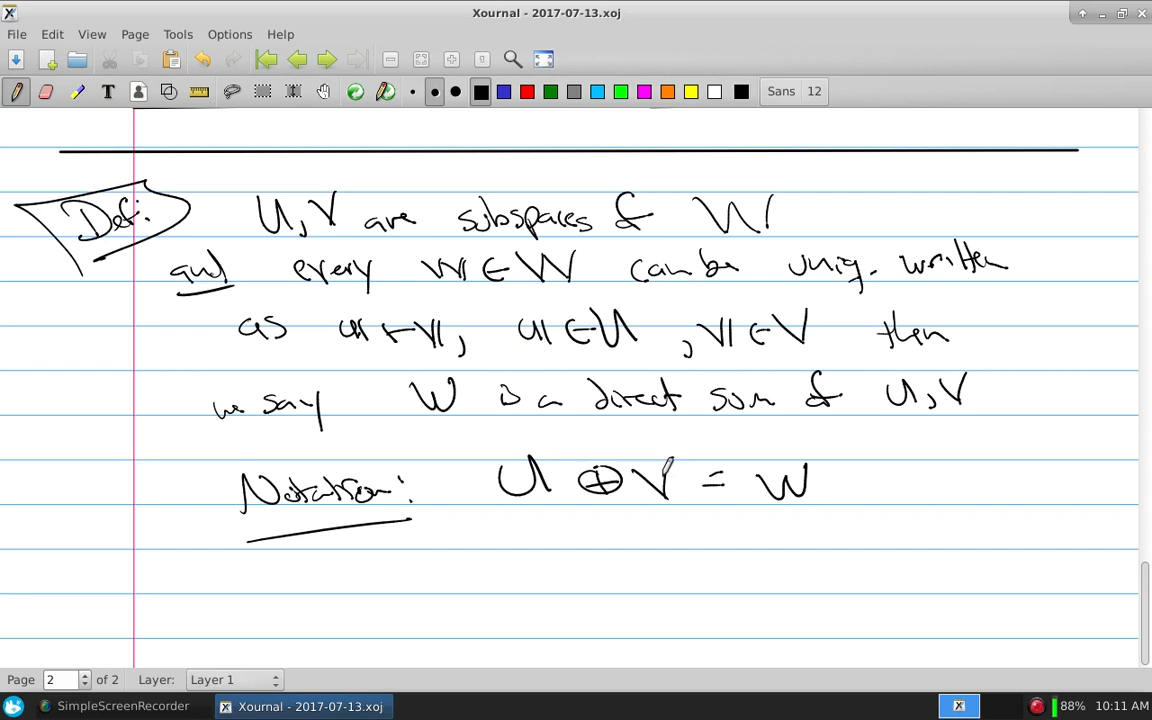 Xournal - 2017-07-13.xoj
File Edit View Page Tools Options Help
Sans 12
Def: U, V are subspaces of W
and every w ∈ W can be uniq. written
as u + v, u ∈ U, v ∈ V then
we say W is a direct sum of U, V
Notation: U ⊕ V = W
Page 2 of 2 Layer: Layer 1
SimpleScreenRecorder Xournal - 2017-07-13.xoj 88% 10:11 AM